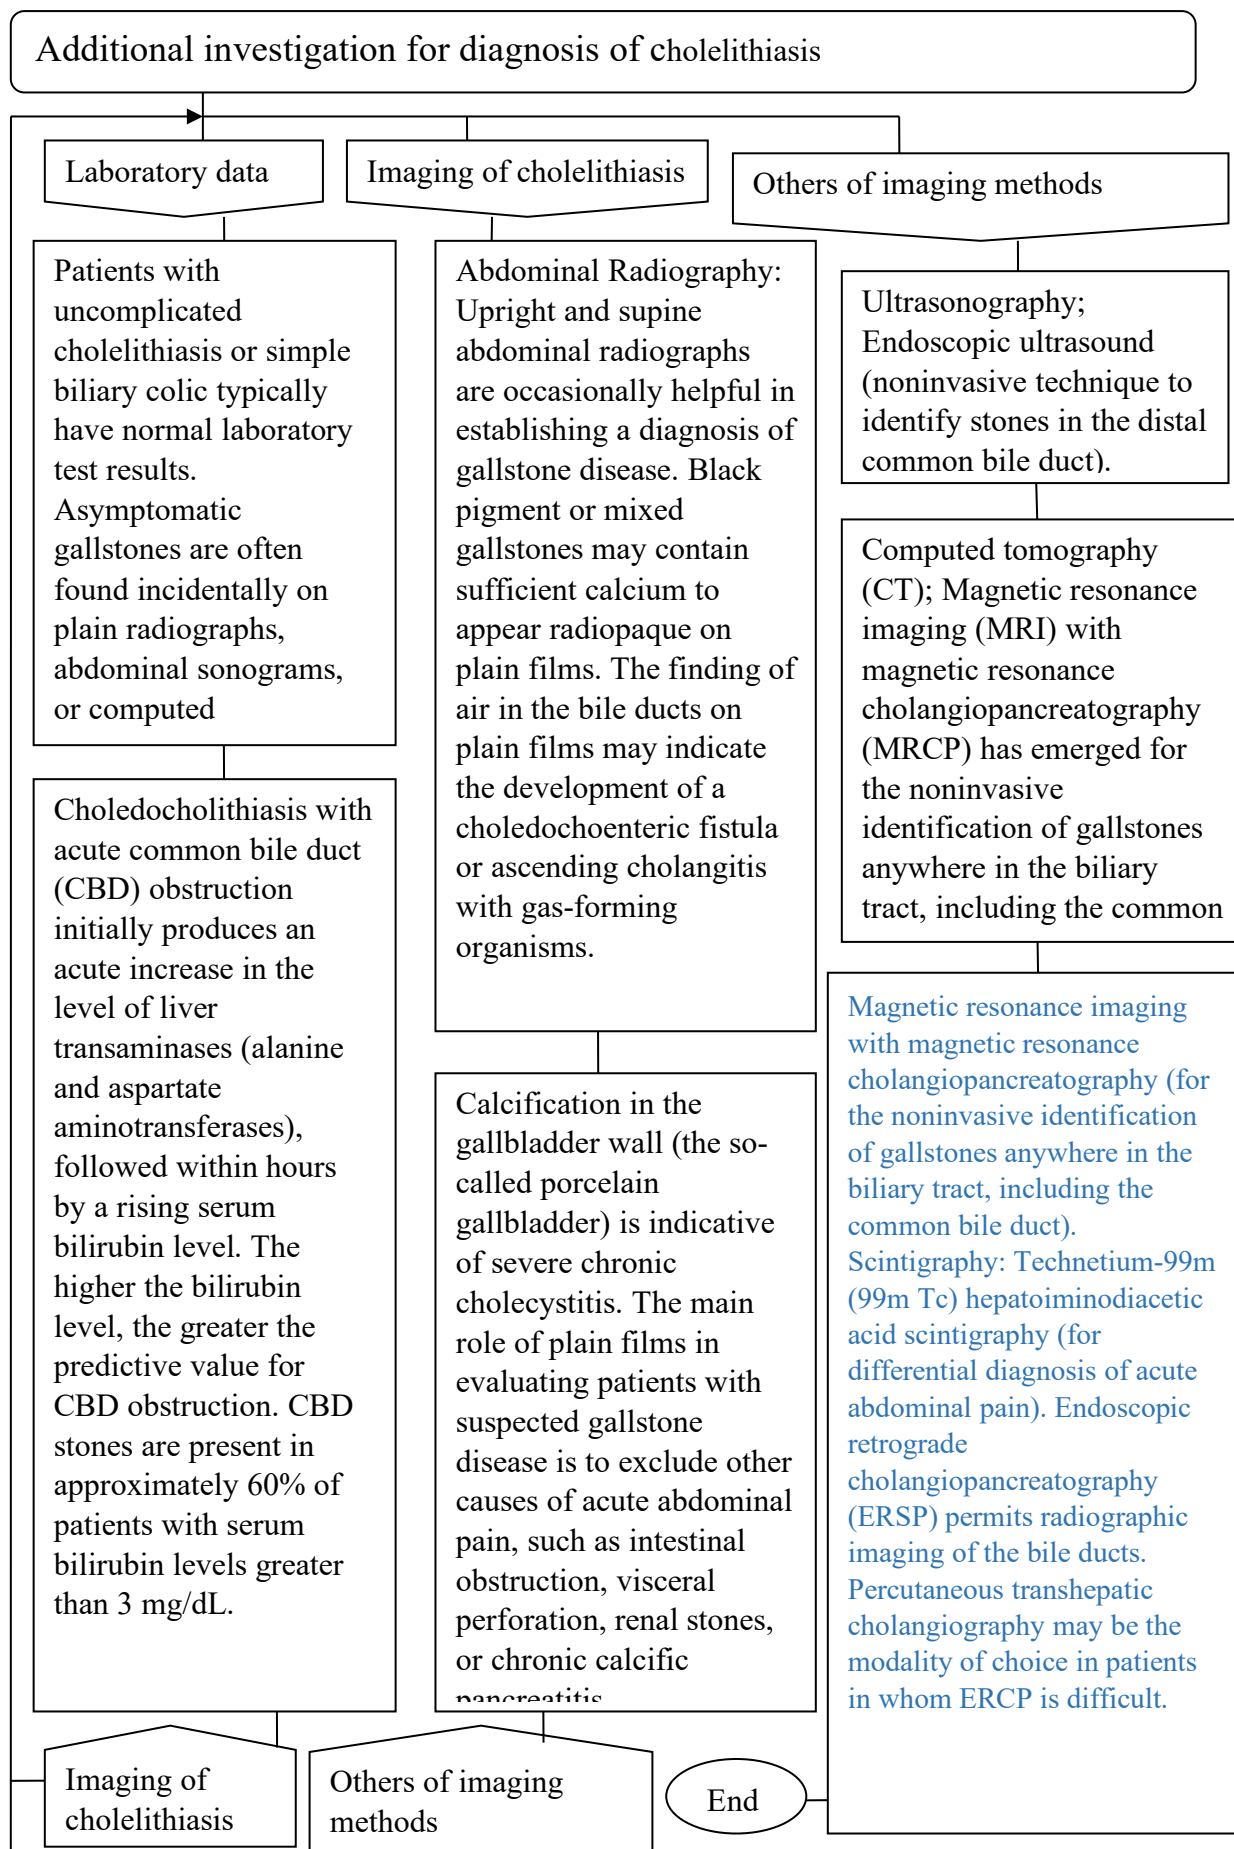 Additional investigation for diagnosis of cholelithiasis
Laboratory data
Patients with
uncomplicated
cholelithiasis or simple
biliary colic typically
have normal laboratory
test results.
Asymptomatic
gallstones are often
found incidentally on
plain radiographs,
abdominal sonograms,
or computed
Choledocholithiasis with
acute common bile duct
(CBD) obstruction
initially produces an
acute increase in the
level of liver
transaminases (alanine
and aspartate
aminotransferases),
followed within hours
by a rising serum
bilirubin level. The
higher the bilirubin
level, the greater the
predictive value for
CBD obstruction. CBD
stones are present in
approximately 60% of
patients with serum
bilirubin levels greater
than 3 mg/dL.
Imaging of
cholelithiasis
Imaging of cholelithiasis
Abdominal Radiography:
Upright and supine
abdominal radiographs
are occasionally helpful in
establishing a diagnosis of
gallstone disease. Black
pigment or mixed
gallstones may contain
sufficient calcium to
appear radiopaque on
plain films. The finding of
air in the bile ducts on
plain films may indicate
the development of a
choledochoenteric fistula
or ascending cholangitis
with gas-forming
organisms.
Calcification in the
gallbladder wall (the so-
called porcelain
gallbladder) is indicative
of severe chronic
cholecystitis. The main
role of plain films in
evaluating patients with
suspected gallstone
disease is to exclude other
causes of acute abdominal
pain, such as intestinal
obstruction, visceral
perforation, renal stones,
or chronic calcific
pancreatitis
Others of imaging
methods
Others of imaging methods
Ultrasonography;
Endoscopic ultrasound
(noninvasive technique to
identify stones in the distal
common bile duct).
Computed tomography
(CT); Magnetic resonance
imaging (MRI) with
magnetic resonance
cholangiopancreatography
(MRCP) has emerged for
the noninvasive
identification of gallstones
anywhere in the biliary
tract, including the common
Magnetic resonance imaging
with magnetic resonance
cholangiopancreatography (for
the noninvasive identification
of gallstones anywhere in the
biliary tract, including the
common bile duct).
Scintigraphy: Technetium-99m
(99m Tc) hepatoiminodiacetic
acid scintigraphy (for
differential diagnosis of acute
abdominal pain). Endoscopic
retrograde
cholangiopancreatography
(ERSP) permits radiographic
imaging of the bile ducts.
Percutaneous transhepatic
cholangiography may be the
modality of choice in patients
in whom ERCP is difficult.
End